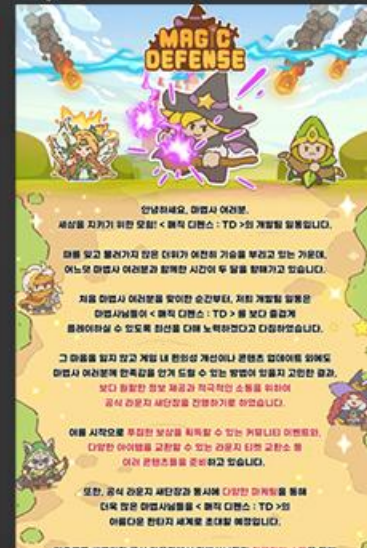 MAGIC
DEFENSE
안녕하세요, 마법사 여러분.
세상을 지키기 위한 모험! < 매직 디펜스 : TD >의 개발팀 일동입니다.
때를 잊고 물러가지 않은 더위가 여전히 기승을 부리고 있는 가운데,
어느덧 마법사 여러분과 함께한 시간이 두 달을 향해가고 있습니다.
처음 마법사 여러분을 맞이한 순간부터, 저희 개발팀 일동은
마법사님들이 < 매직 디펜스 : TD > 를 보다 즐겁게
플레이하실 수 있도록 최선을 다해 노력하겠다고 다짐하였습니다.
그 마음을 잊지 않고 게임 내 편의성 개선이나 콘텐츠 업데이트 외에도
마법사 여러분께 만족감을 안겨 드릴 수 있는 방법이 있을지 고민한 결과,
보다 원활한 정보 제공과 적극적인 소통을 위하여
공식 라운지 새단장을 진행하기로 하였습니다.
이를 시작으로 푸짐한 보상을 획득할 수 있는 커뮤니티 이벤트와,
다양한 아이템을 교환할 수 있는 라운지 티켓 교환소 등
여러 콘텐츠들을 준비하고 있습니다.
또한, 공식 라운지 새단장과 동시에 다양한 마케팅을 통해
더욱 많은 마법사님들을 < 매직 디펜스 : TD >의
아름다운 판타지 세계로 초대할 예정입니다.